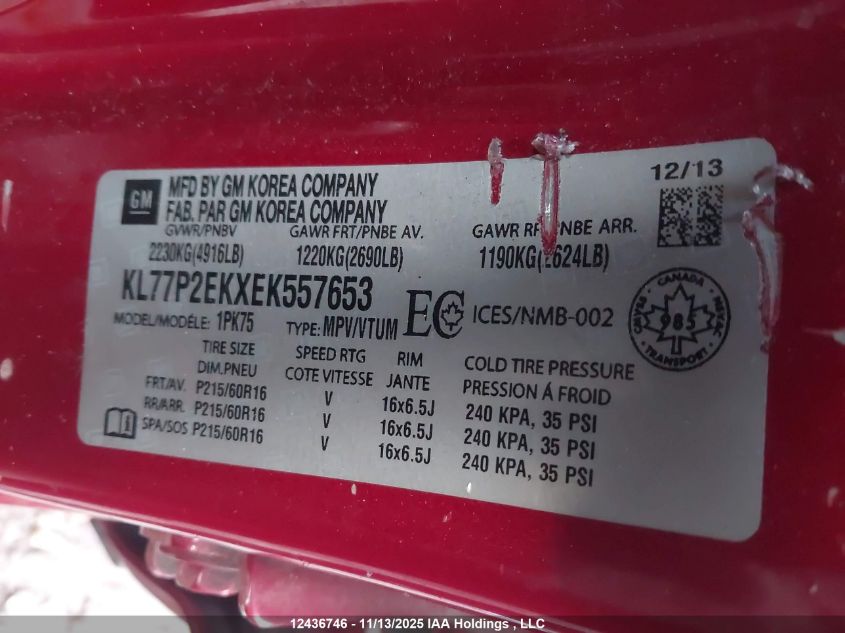 GM
MFD BY GM KOREA COMPANY
FAB. PAR GM KOREA COMPANY
12/13
GVWR/PNBV GAWR FRT/PNBE AV. GAWR RR/PNBE ARR.
2230KG(4916LB) 1220KG(2690LB) 1190KG(2624LB)
KL77P2EKXEK557653
MODEL/MODÈLE: 1PK75 TYPE: MPV/VTUM EC ICES/NMB-002
CANADA
985
TRANSPORT
TIRE SIZE SPEED RTG RIM COLD TIRE PRESSURE
DIM.PNEU COTE VITESSE JANTE PRESSION Á FROID
FRT/AV. P215/60R16 V 16x6.5J 240 KPA, 35 PSI
RR/ARR. P215/60R16 V 16x6.5J 240 KPA, 35 PSI
SPA/SOS P215/60R16 V 16x6.5J 240 KPA, 35 PSI
12436746 - 11/13/2025 IAA Holdings , LLC